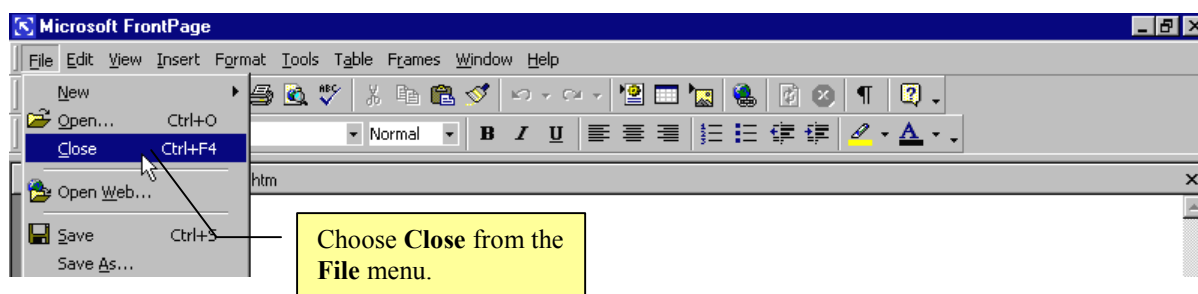 Microsoft FrontPage
File Edit View Insert Format Tools Table Frames Window Help
New
Open... Ctrl+O
Normal B I U A
Close Ctrl+F4
htm
Open Web...
Save Ctrl+S
Save As...
Choose Close from the
File menu.